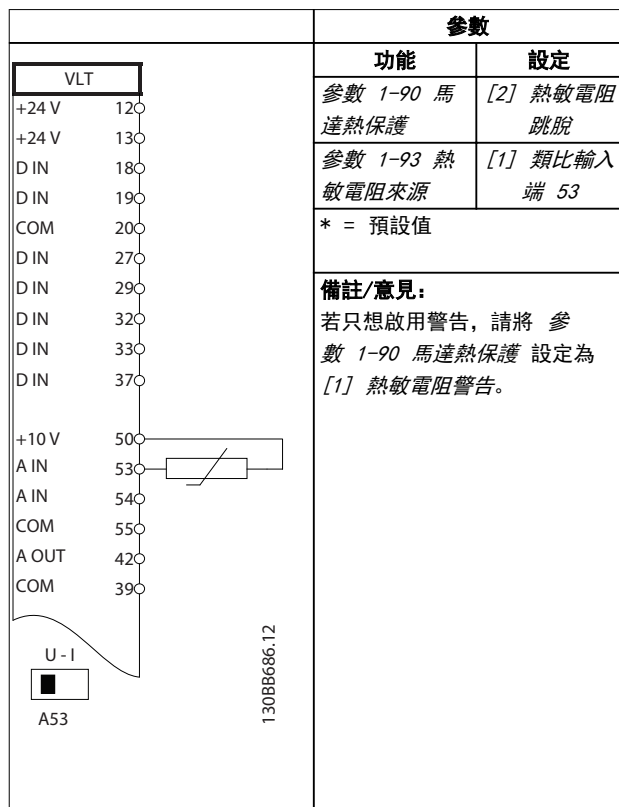 VLT
+24 V 12
+24 V 13
D IN 18
D IN 19
COM 20
D IN 27
D IN 29
D IN 32
D IN 33
D IN 37
+10 V 50
A IN 53
A IN 54
COM 55
A OUT 42
COM 39
U - I
A53
130BB686.12
參數
功能 設定
參數 1-90 馬 [2] 熱敏電阻
達熱保護 跳脫
參數 1-93 熱 [1] 類比輸入
敏電阻來源 端 53
* = 預設值
備註/意見:
若只想啟用警告, 請將 參
數 1-90 馬達熱保護 設定為
[1] 熱敏電阻警告。